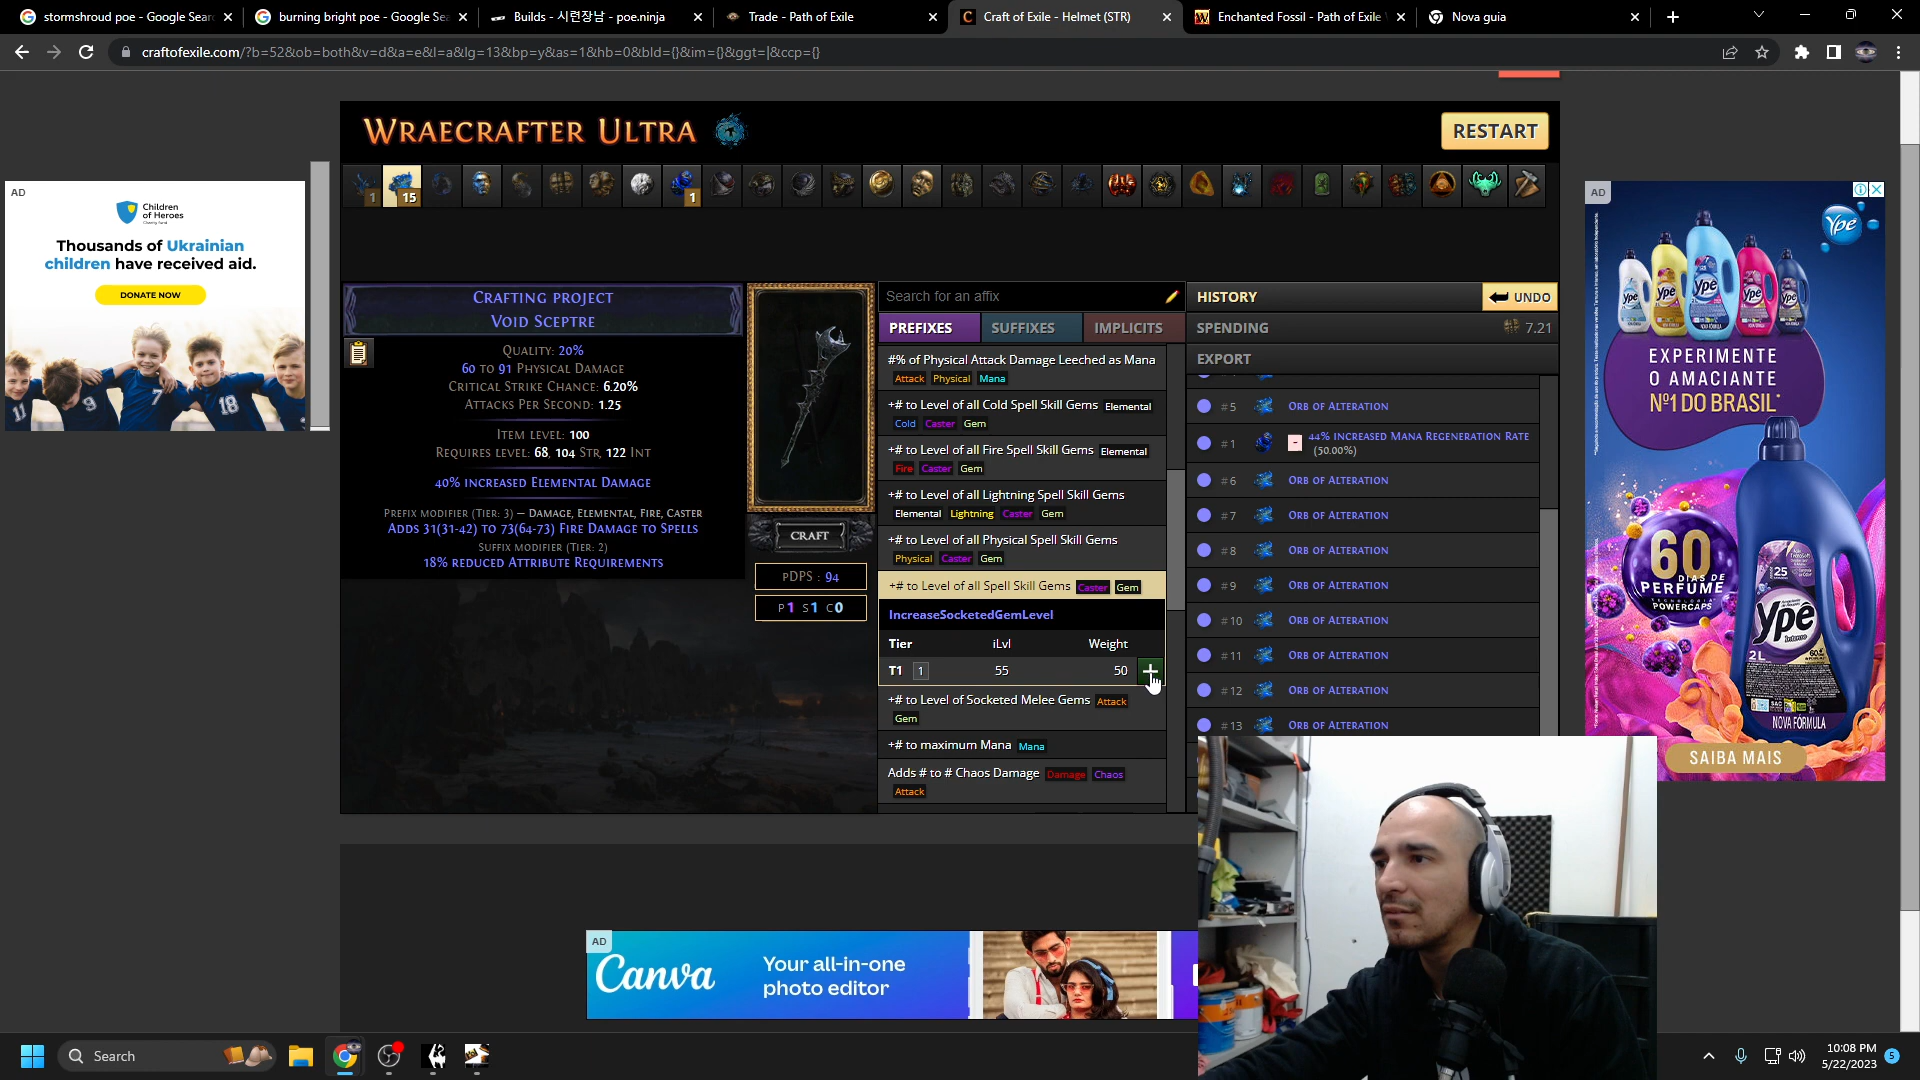 stormshroud poe - Google Sear
burning bright poe - Google Se
Builds - 시련장남 - poe.ninja
Trade - Path of Exile
Craft of Exile - Helmet (STR)
Enchanted Fossil - Path of Exile
Nova guia
craftofexile.com/?b=52&ob=both&v=d&a=e&l=a&lg=13&bp=y&as=1&hb=0&bld={}&im={}&ggt=|&ccp={}
WRAECRAFTER ULTRA
RESTART
1
15
1
AD
Children
of Heroes
Thousands of Ukrainian
children have received aid.
DONATE NOW
11
7
18
CRAFTING PROJECT
VOID SCEPTRE
QUALITY: 20%
60 TO 91 PHYSICAL DAMAGE
CRITICAL STRIKE CHANCE: 6.20%
ATTACKS PER SECOND: 1.25
ITEM LEVEL: 100
REQUIRES LEVEL: 68, 104 STR, 122 INT
40% INCREASED ELEMENTAL DAMAGE
PREFIX MODIFIER (TIER: 3) — DAMAGE, ELEMENTAL, FIRE, CASTER
ADDS 31(31-42) TO 73(64-73) FIRE DAMAGE TO SPELLS
SUFFIX MODIFIER (TIER: 2)
18% REDUCED ATTRIBUTE REQUIREMENTS
CRAFT
PDPS : 94
P1 S1 C0
Search for an affix
PREFIXES
SUFFIXES
IMPLICITS
#% of Physical Attack Damage Leeched as Mana
Attack Physical Mana
+# to Level of all Cold Spell Skill Gems Elemental
Cold Caster Gem
+# to Level of all Fire Spell Skill Gems Elemental
Fire Caster Gem
+# to Level of all Lightning Spell Skill Gems
Elemental Lightning Caster Gem
+# to Level of all Physical Spell Skill Gems
Physical Caster Gem
+# to Level of all Spell Skill Gems Caster Gem
IncreaseSocketedGemLevel
Tier iLvl Weight
T1 1 55 50 +
+# to Level of Socketed Melee Gems Attack
Gem
+# to maximum Mana Mana
Adds # to # Chaos Damage Damage Chaos
Attack
HISTORY
UNDO
SPENDING
7.21
EXPORT
#5 ORB OF ALTERATION
#1 - 44% INCREASED MANA REGENERATION RATE
(50.00%)
#6 ORB OF ALTERATION
#7 ORB OF ALTERATION
#8 ORB OF ALTERATION
#9 ORB OF ALTERATION
#10 ORB OF ALTERATION
#11 ORB OF ALTERATION
#12 ORB OF ALTERATION
#13 ORB OF ALTERATION
AD
Ypê
EXPERIMENTE
O AMACIANTE
Nº1 DO BRASIL*
60
DIAS DE
PERFUME
POWERCAPS
Ypê
Intenso
2L
NOVA FÓRMULA
SAIBA MAIS
AD
Canva
Your all-in-one
photo editor
Search
10:08 PM
5/22/2023
5